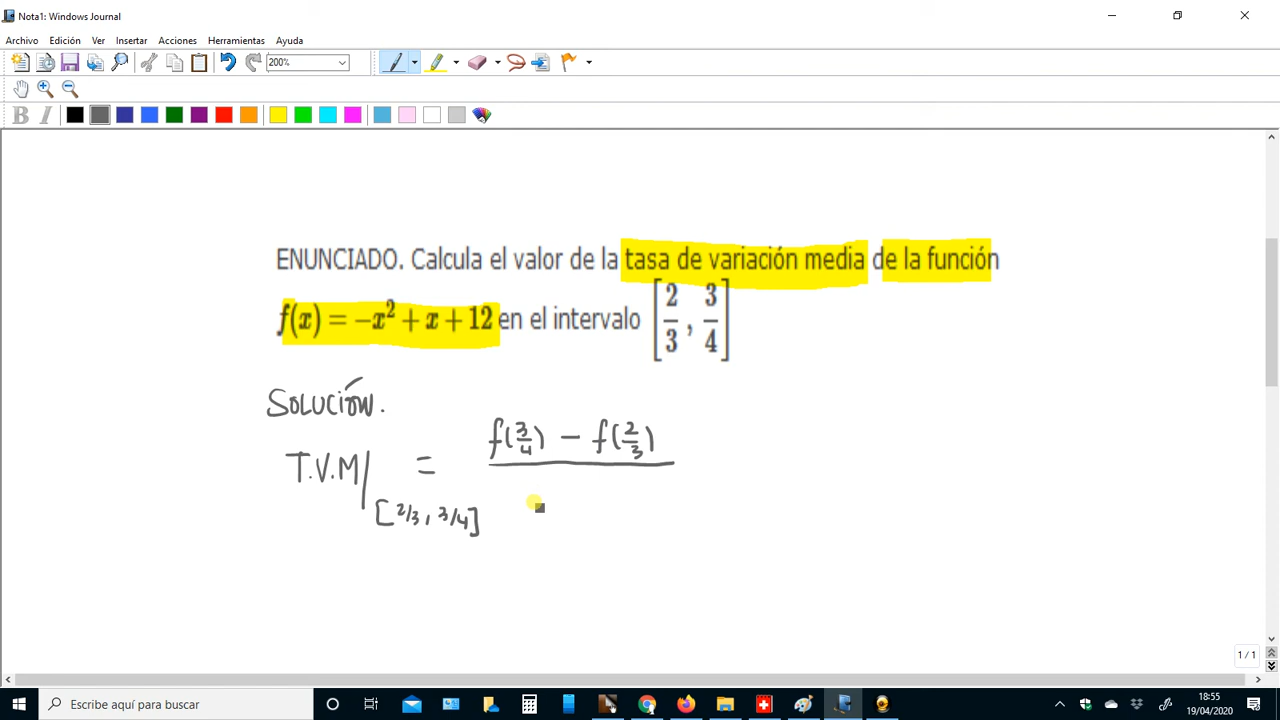 Nota1: Windows Journal
Archivo Edición Ver Insertar Acciones Herramientas Ayuda
200%
B I
ENUNCIADO. Calcula el valor de la tasa de variación media de la función
f(x) = −x² + x + 12 en el intervalo [2/3, 3/4]
SOLUCIÓN.
T.V.M/[2/3, 3/4] = f(3/4) − f(2/3)
1 / 1
Escribe aquí para buscar
18:55
19/04/2020